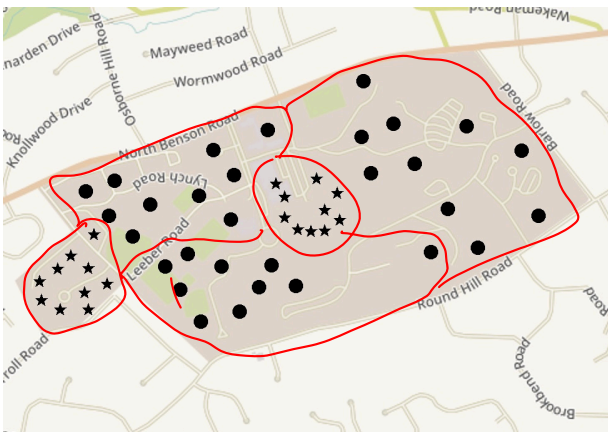 Wakeman Road
Mayweed Road
Wormwood Road
Osborne Hill Road
Knollwood Drive
North Benson Road
Lynch Road
Barlow Road
Leeber Road
Round Hill Road
Brookbend Road